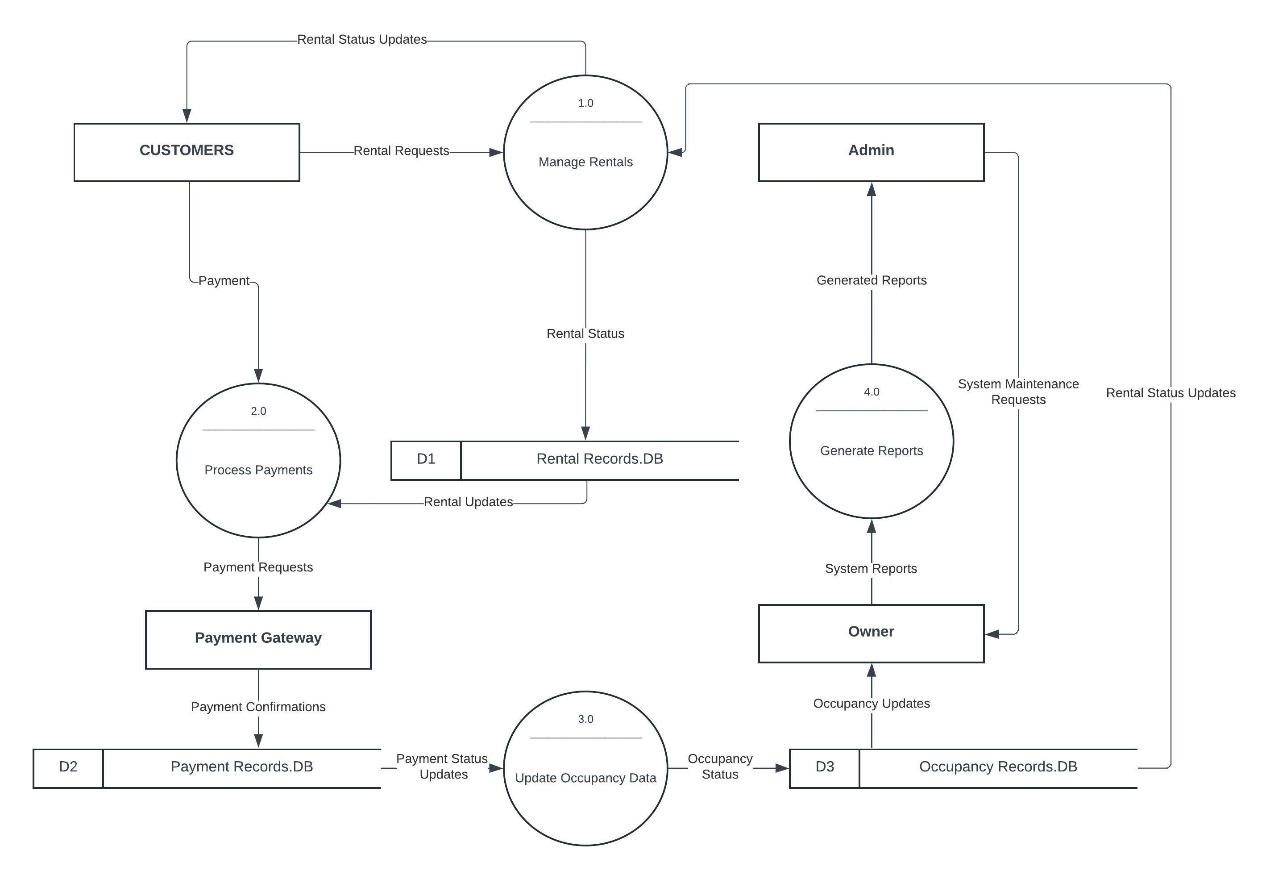 Rental Status Updates
1.0
CUSTOMERS
Rental Requests
Manage Rentals
Admin
Payment
Generated Reports
Rental Status
System Maintenance
Requests
Rental Status Updates
2.0
4.0
Process Payments
D1
Rental Records.DB
Generate Reports
Rental Updates
Payment Requests
System Reports
Payment Gateway
Owner
Payment Confirmations
Occupancy Updates
3.0
D2
Payment Records.DB
Payment Status
Updates
Update Occupancy Data
Occupancy
Status
D3
Occupancy Records.DB